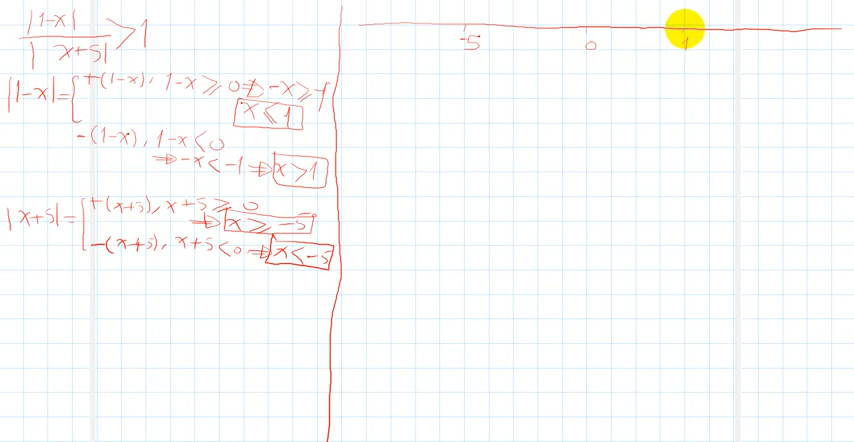 |1-x|
| x+5| >1
|1-x|={ +(1-x), 1-x ⩾ 0 ⇒ -x ⩾ -1
x ⩽ 1
-(1-x), 1-x < 0
⇒ -x < -1 ⇒ x > 1
|x+5|={ +(x+5), x+5 ⩾ 0
⇒ x ⩾ -5
-(x+5), x+5 < 0 ⇒ x < -5
-5 0 1